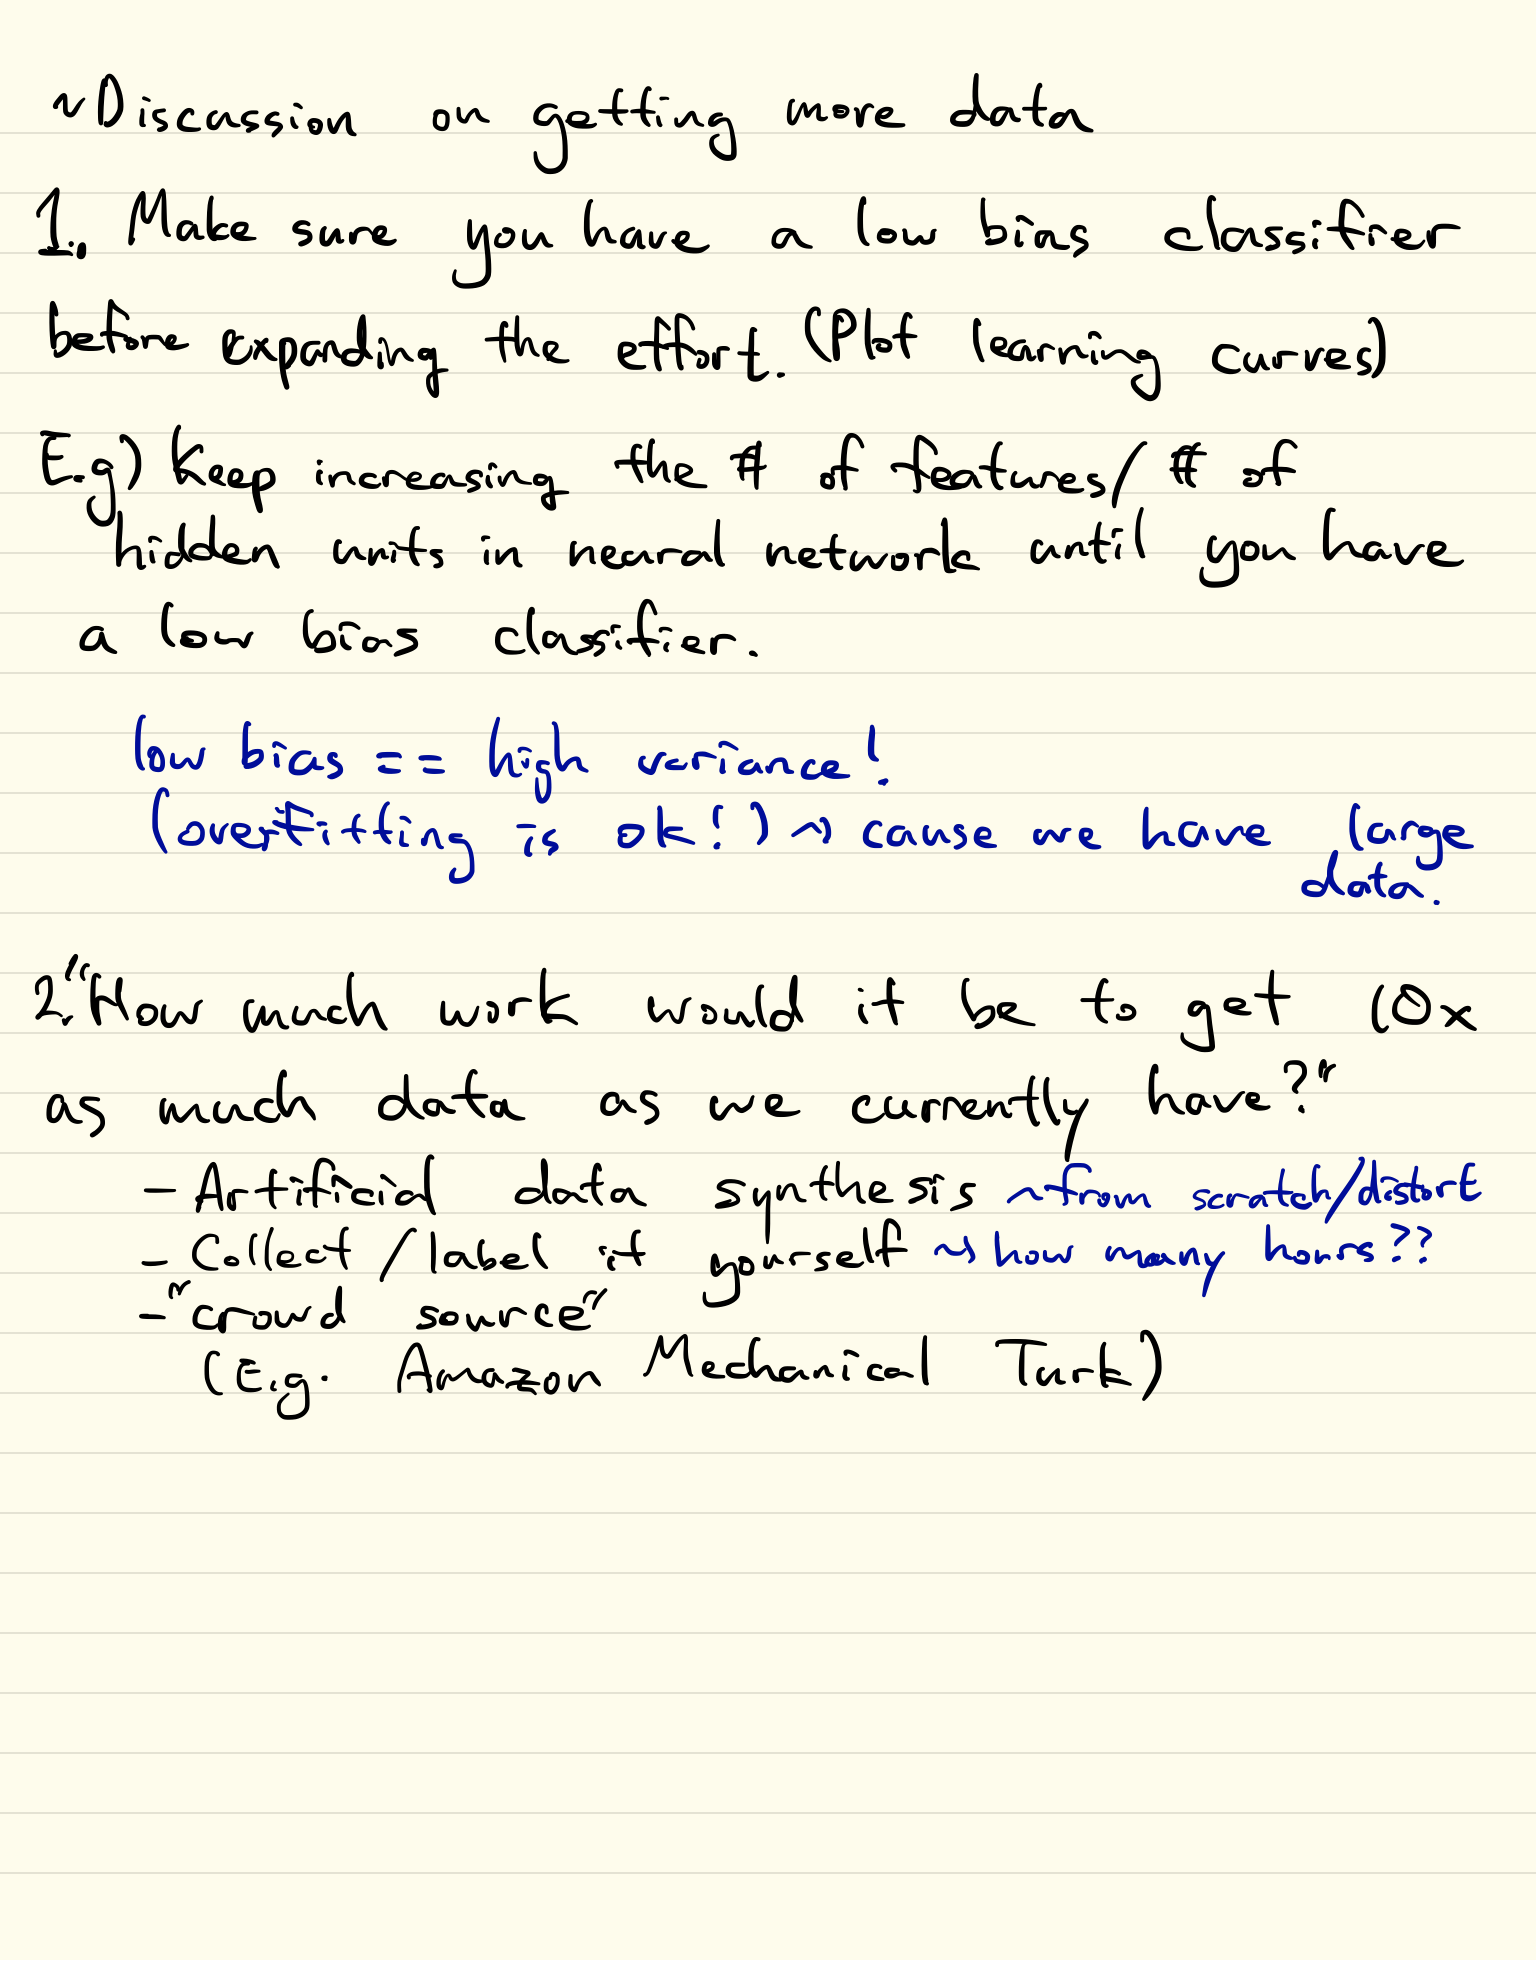 ~Discussion on getting more data
1. Make sure you have a low bias classifier
before expanding the effort. (Plot learning curves)
E.g) Keep increasing the # of features/ # of
hidden units in neural network until you have
a low bias classifier.
low bias == high variance!
(overfitting is ok!) ~> cause we have large
data.
2. "How much work would it be to get 10x
as much data as we currently have?"
- Artificial data synthesis ~from scratch/distort
- Collect /label it yourself ~> how many hours??
- "crowd source"
(E.g. Amazon Mechanical Turk)